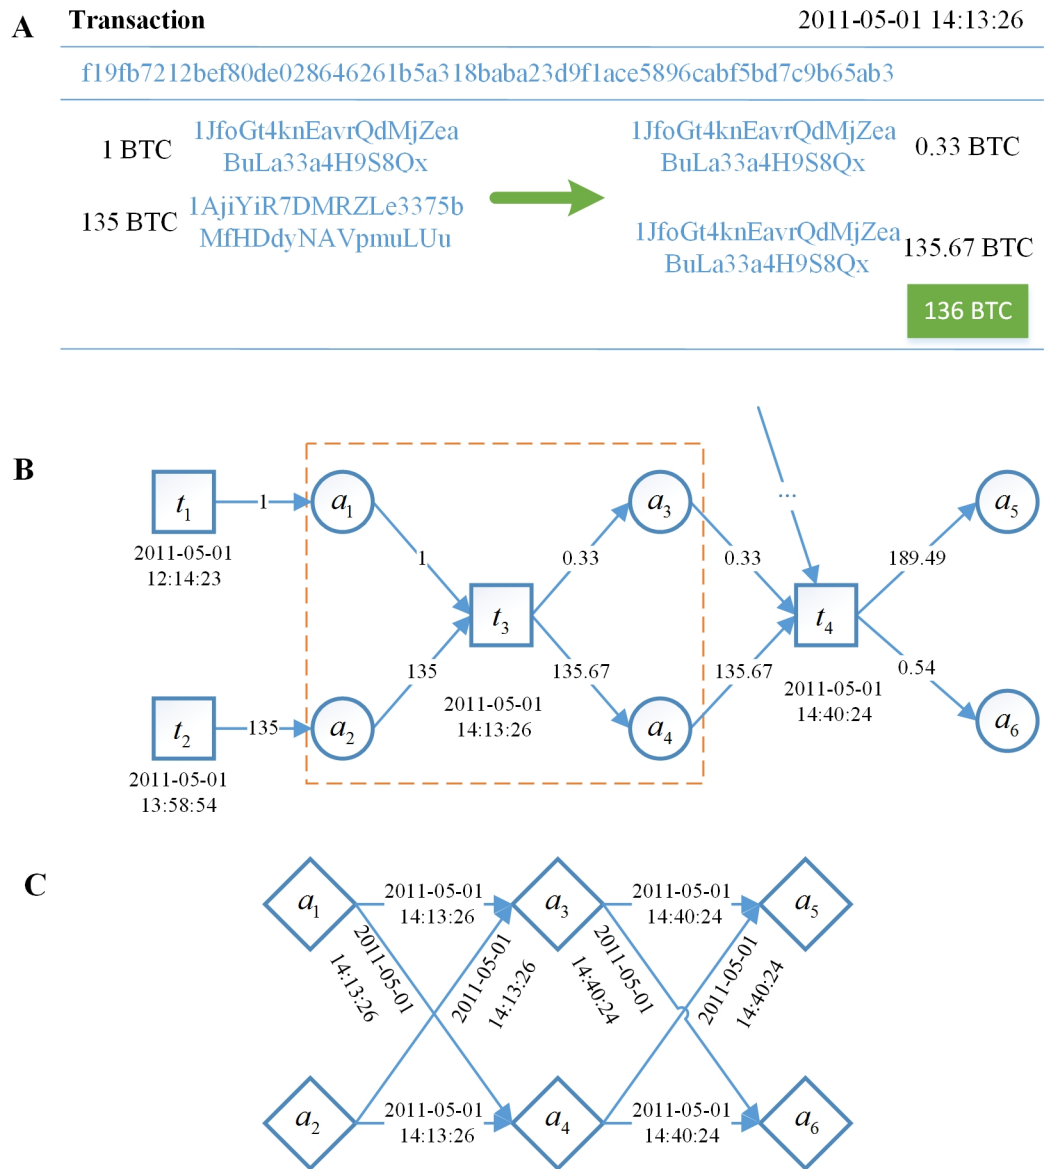 A
Transaction 2011-05-01 14:13:26
f19fb7212bef80de028646261b5a318baba23d9f1ace5896cabf5bd7c9b65ab3
1 BTC
1JfoGt4knEavrQdMjZea
BuLa33a4H9S8Qx
135 BTC
1AjiYiR7DMRZLe3375b
MfHDdyNAVpmuLUu
1JfoGt4knEavrQdMjZea
BuLa33a4H9S8Qx
0.33 BTC
1JfoGt4knEavrQdMjZea
BuLa33a4H9S8Qx
135.67 BTC
136 BTC
B
t1
2011-05-01
12:14:23
1
a1
1
t2
2011-05-01
13:58:54
135
a2
135
t3
2011-05-01
14:13:26
0.33
a3
0.33
135.67
a4
135.67
...
t4
2011-05-01
14:40:24
189.49
a5
0.54
a6
C
a1
2011-05-01
14:13:26
a3
2011-05-01
14:40:24
a5
2011-05-01
14:13:26
2011-05-01
14:13:26
2011-05-01
14:40:24
2011-05-01
14:40:24
a2
2011-05-01
14:13:26
a4
2011-05-01
14:40:24
a6